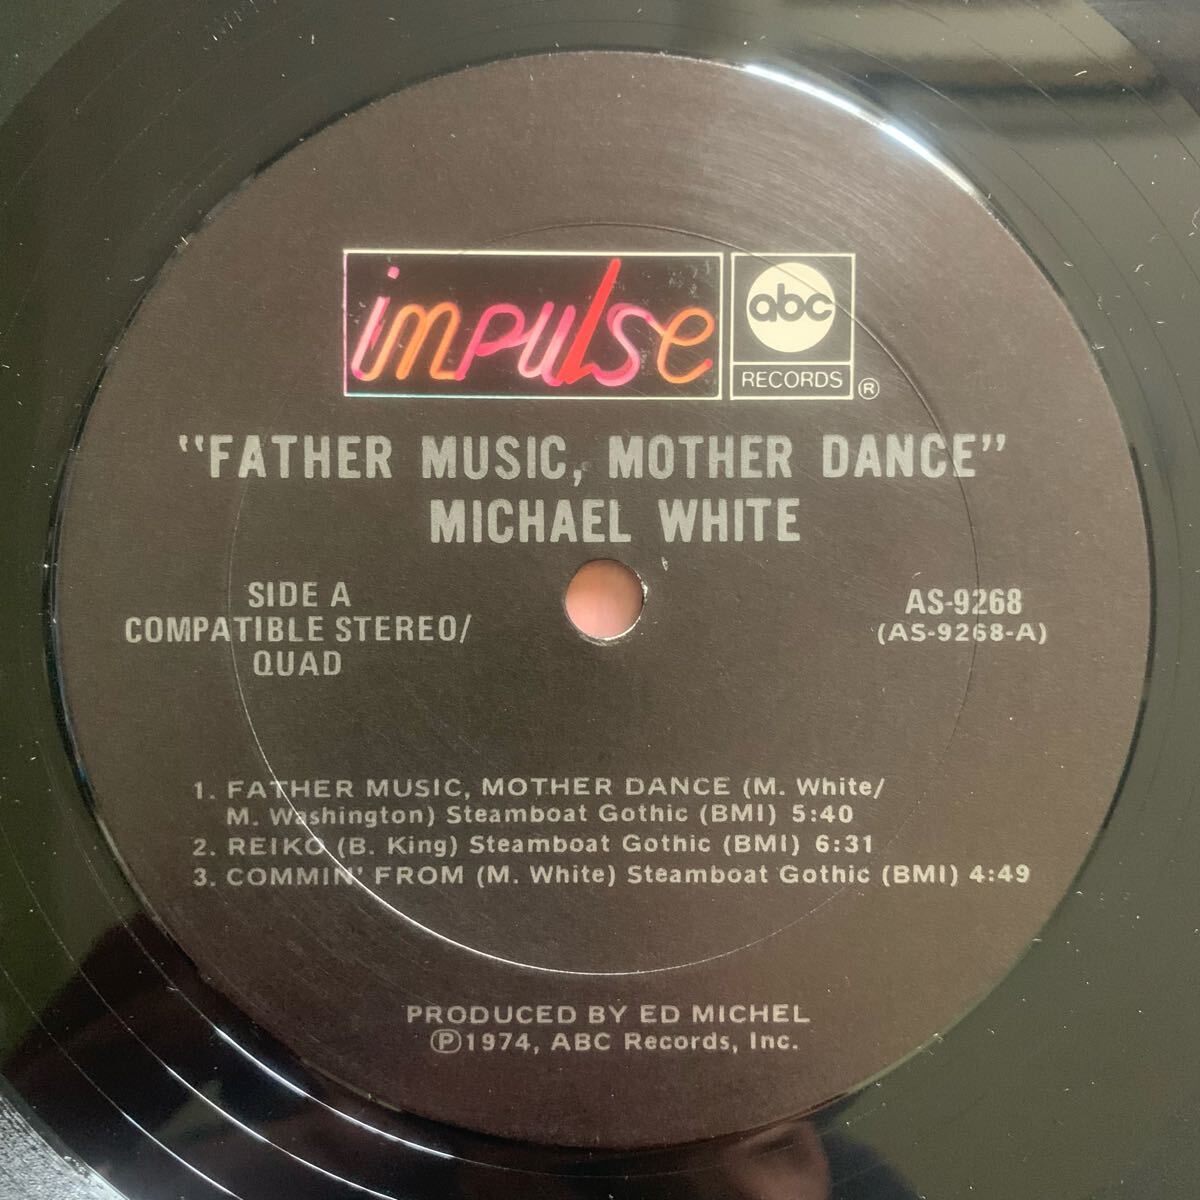 impulse
abc
RECORDS ®
"FATHER MUSIC, MOTHER DANCE"
MICHAEL WHITE
SIDE A
COMPATIBLE STEREO/
QUAD
AS-9268
(AS-9268-A)
1. FATHER MUSIC, MOTHER DANCE (M. White/
M. Washington) Steamboat Gothic (BMI) 5:40
2. REIKO (B. King) Steamboat Gothic (BMI) 6:31
3. COMMIN' FROM (M. White) Steamboat Gothic (BMI) 4:49
PRODUCED BY ED MICHEL
℗1974, ABC Records, Inc.